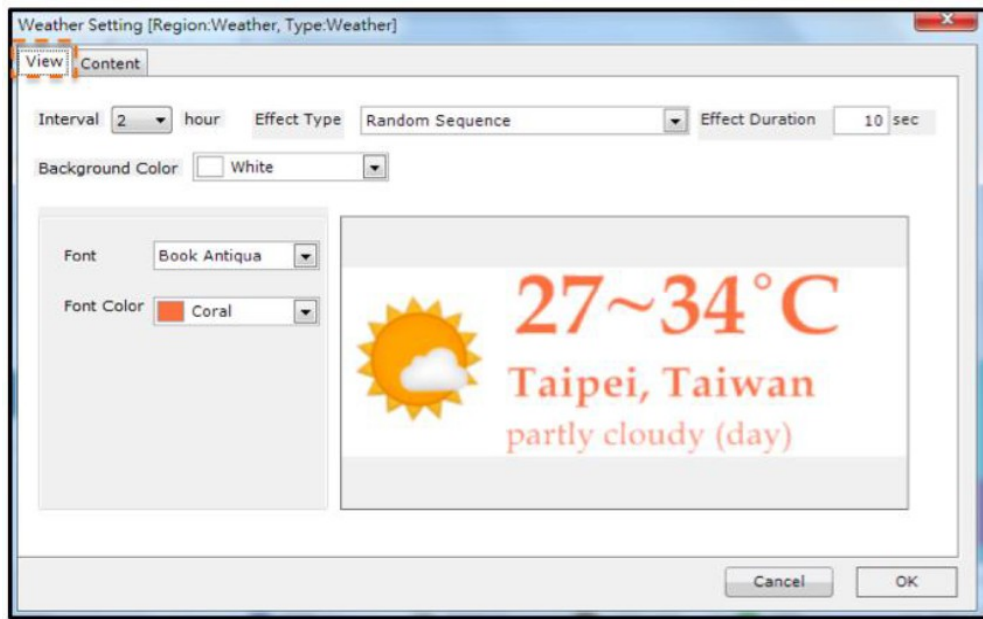 Weather Setting [Region:Weather, Type:Weather]
View Content
Interval 2 hour Effect Type Random Sequence Effect Duration 10 sec
Background Color White
Font Book Antiqua
Font Color Coral
27~34°C
Taipei, Taiwan
partly cloudy (day)
Cancel OK